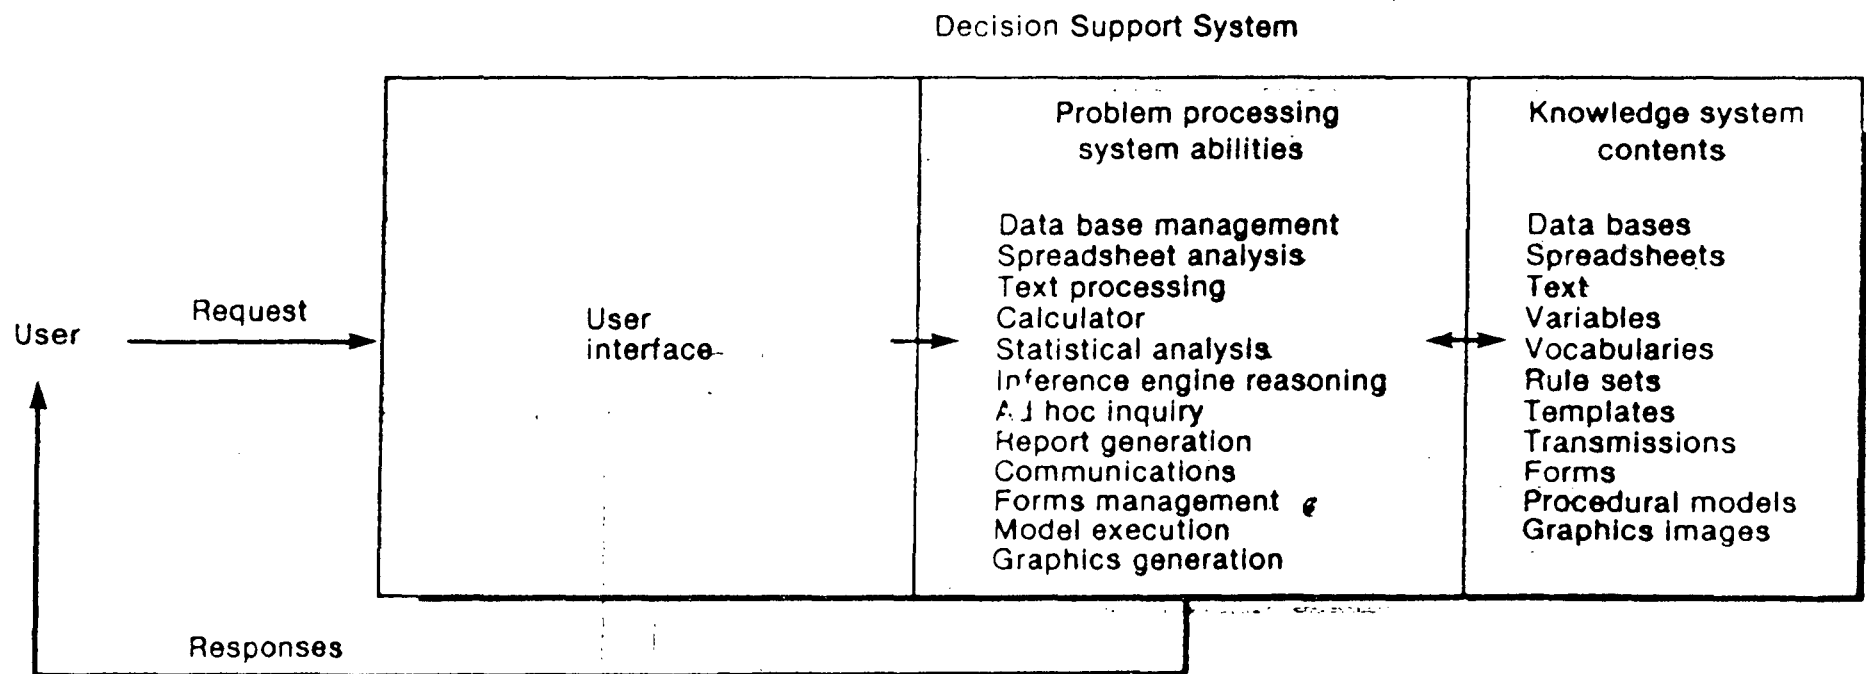 Decision Support System
Problem processing
system abilities
Knowledge system
contents
Data base management
Spreadsheet analysis
Text processing
Calculator
Statistical analysis
Inference engine reasoning
Ad hoc inquiry
Report generation
Communications
Forms management
Model execution
Graphics generation
Data bases
Spreadsheets
Text
Variables
Vocabularies
Rule sets
Templates
Transmissions
Forms
Procedural models
Graphics images
User
Request
User
interface
Responses